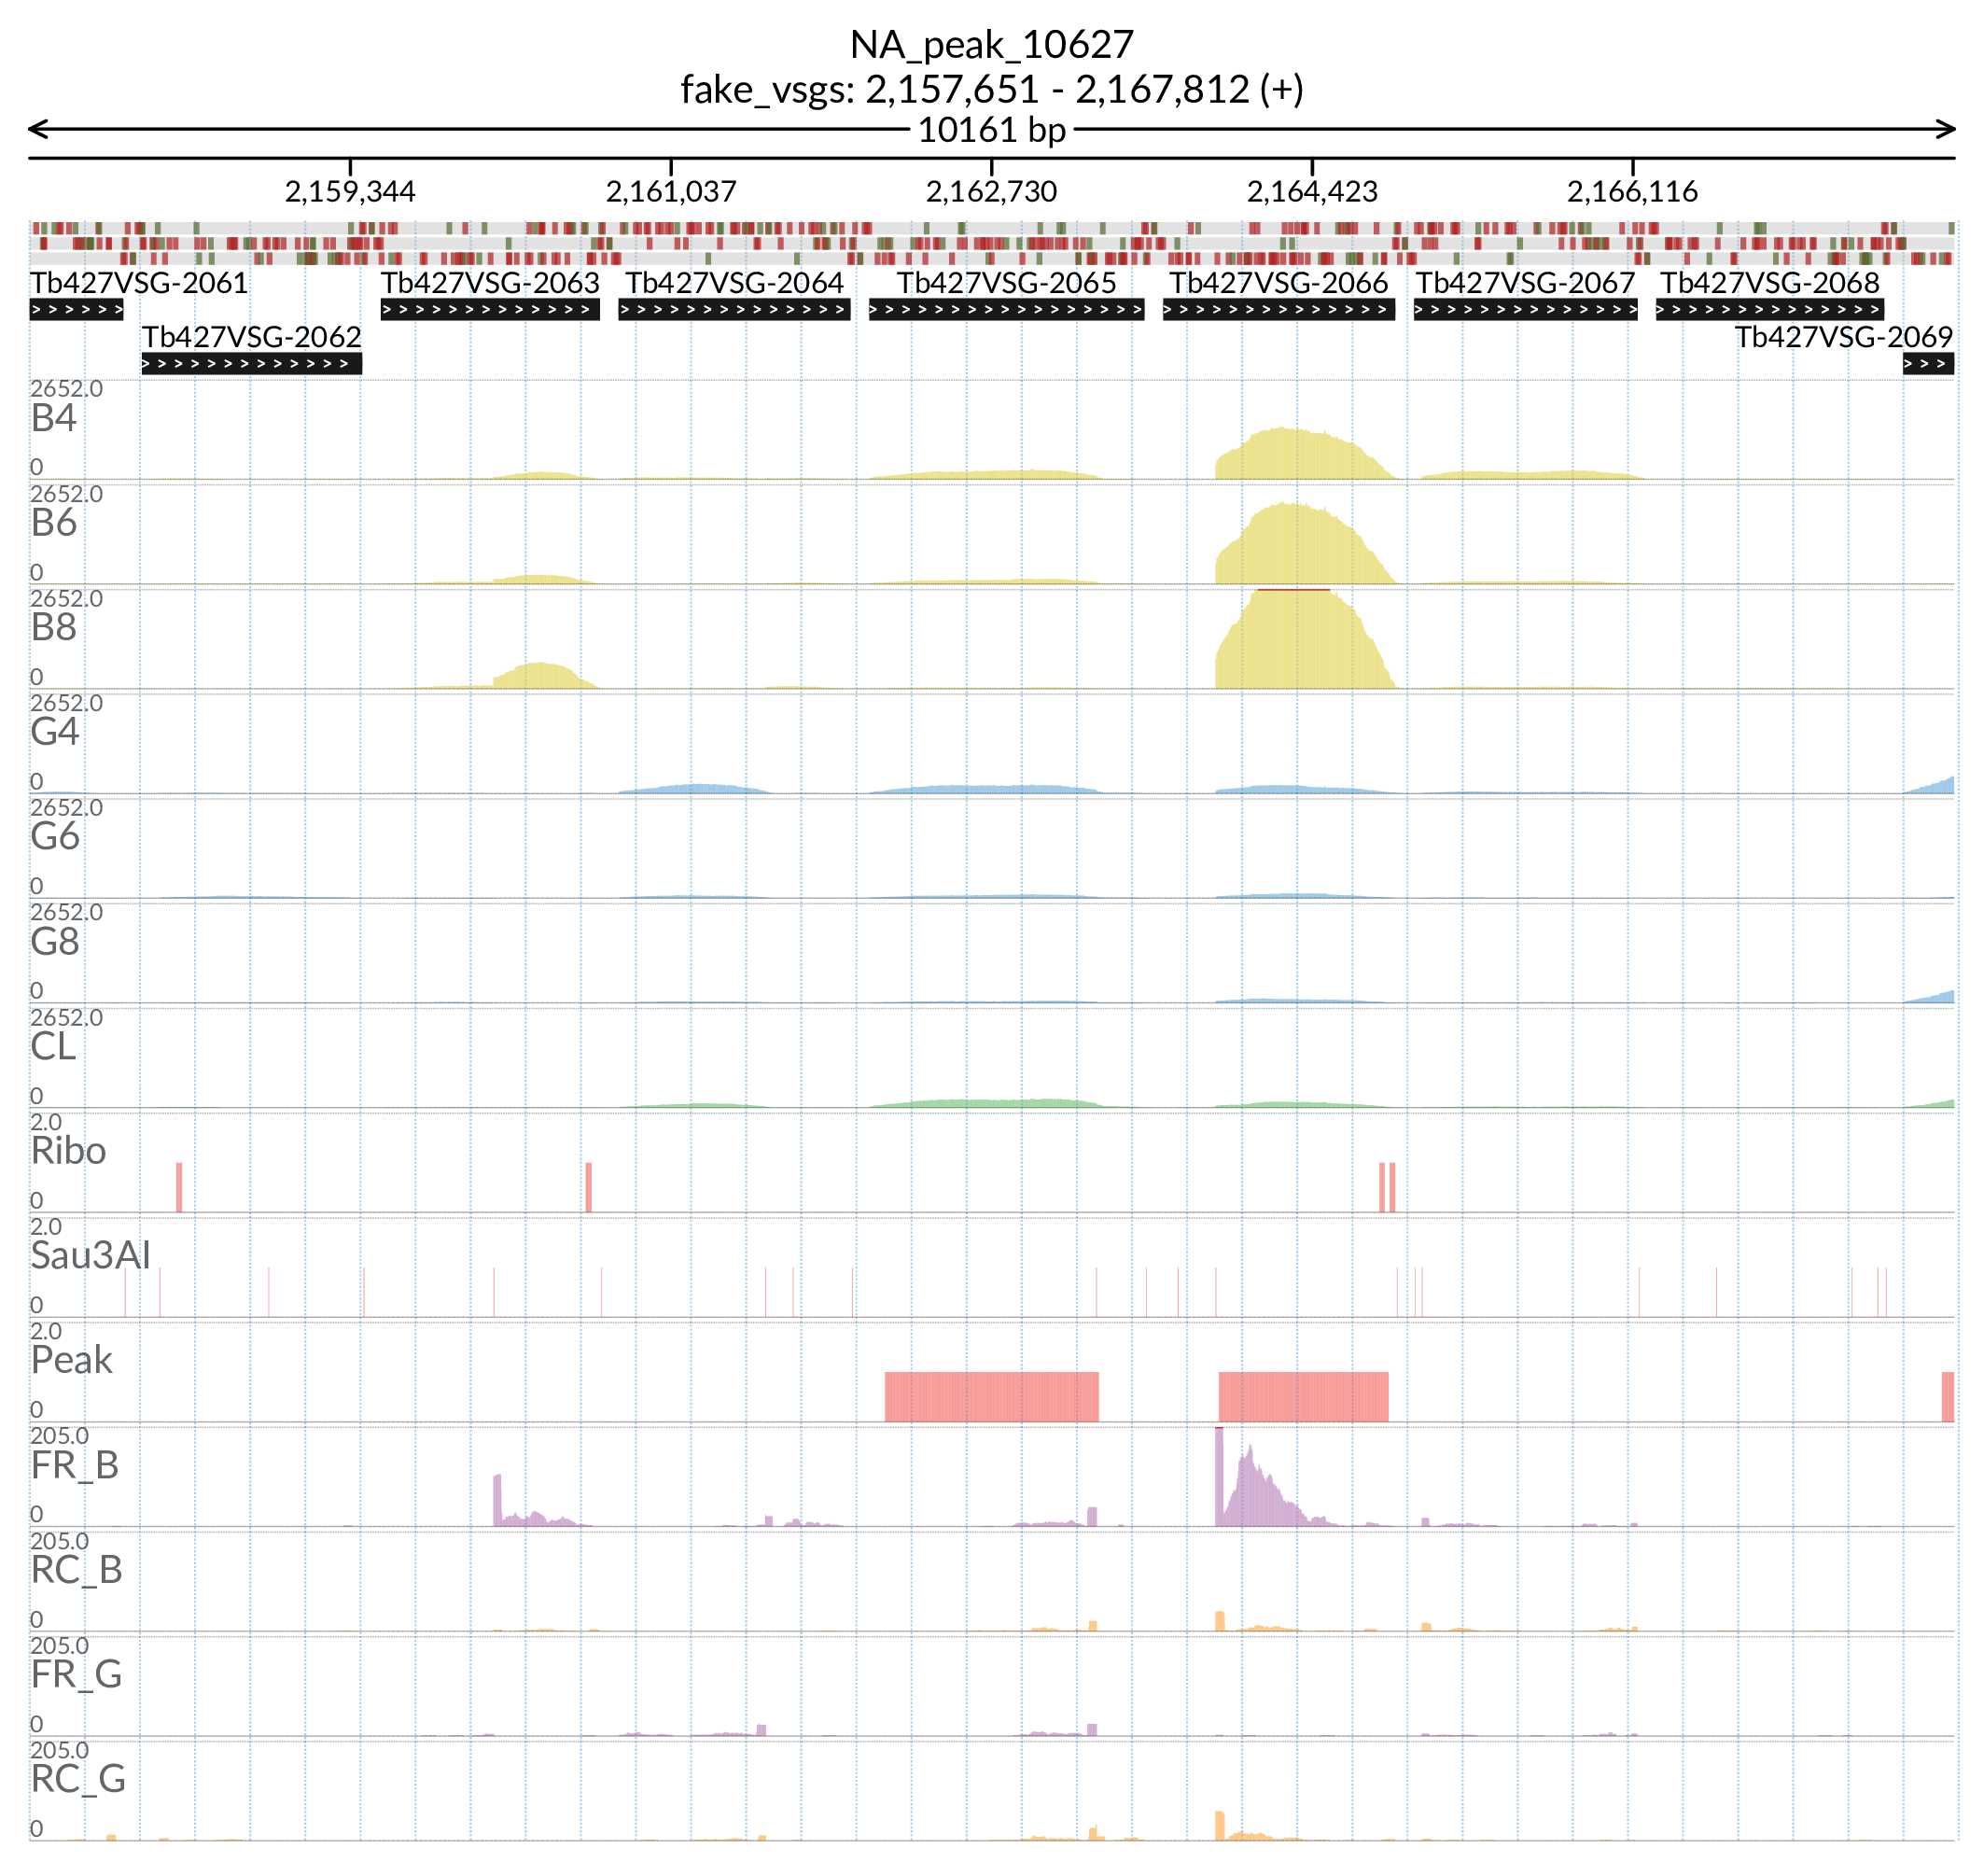 NA_peak_10627
fake_vsgs: 2,157,651 - 2,167,812 (+)
10161 bp
2,159,344 2,161,037 2,162,730 2,164,423 2,166,116
Tb427VSG-2061 Tb427VSG-2063 Tb427VSG-2064 Tb427VSG-2065 Tb427VSG-2066 Tb427VSG-2067 Tb427VSG-2068
Tb427VSG-2062 Tb427VSG-2069
2652.0
B4
0
2652.0
B6
0
2652.0
B8
0
2652.0
G4
0
2652.0
G6
0
2652.0
G8
0
2652.0
CL
0
2.0
Ribo
0
2.0
Sau3AI
0
2.0
Peak
0
205.0
FR_B
0
205.0
RC_B
0
205.0
FR_G
0
205.0
RC_G
0